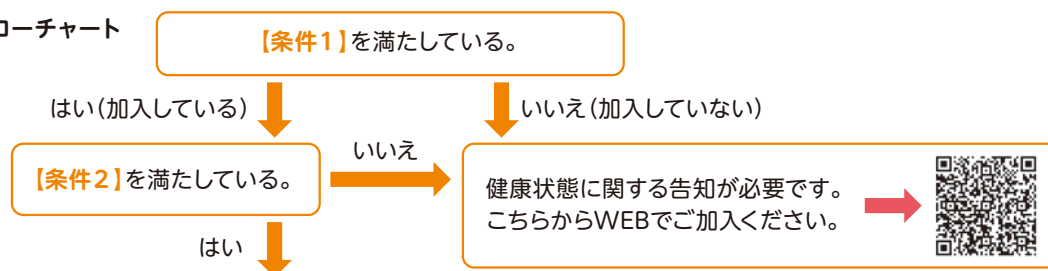 ローチャート
【条件1】を満たしている。
はい(加入している)
いいえ(加入していない)
【条件2】を満たしている。
いいえ
健康状態に関する告知が必要です。
こちらからWEBでご加入ください。
はい